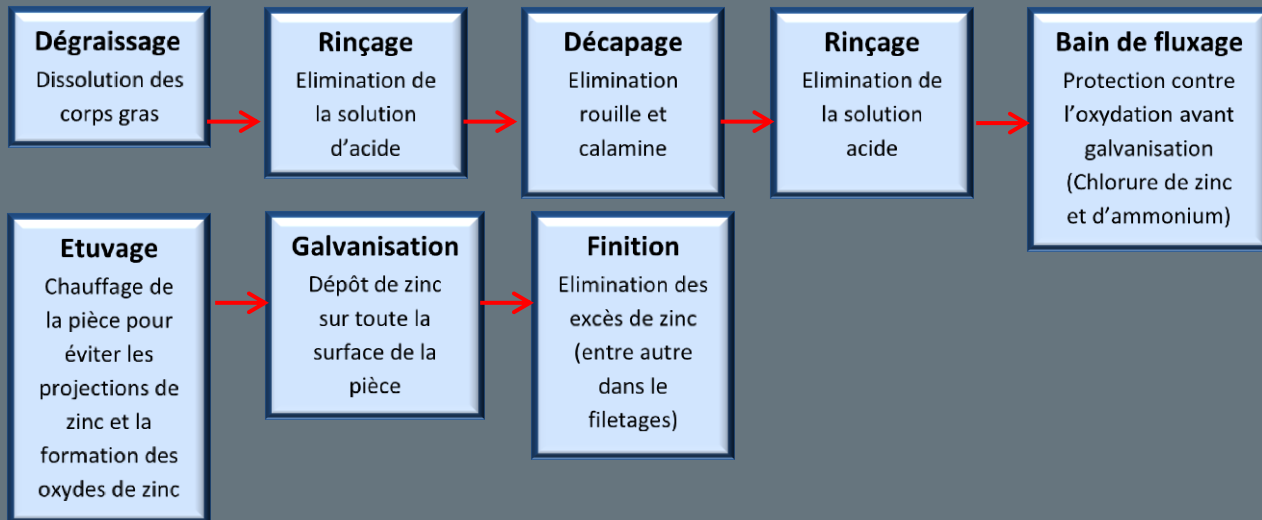 Dégraissage
Dissolution des
corps gras
Rinçage
Elimination de
la solution
d'acide
Décapage
Elimination
rouille et
calamine
Rinçage
Elimination de
la solution
acide
Bain de fluxage
Protection contre
l'oxydation avant
galvanisation
(Chlorure de zinc
et d'ammonium)
Etuvage
Chauffage de
la pièce pour
éviter les
projections de
zinc et la
formation des
oxydes de zinc
Galvanisation
Dépôt de zinc
sur toute la
surface de la
pièce
Finition
Elimination des
excès de zinc
(entre autre
dans le
filetages)